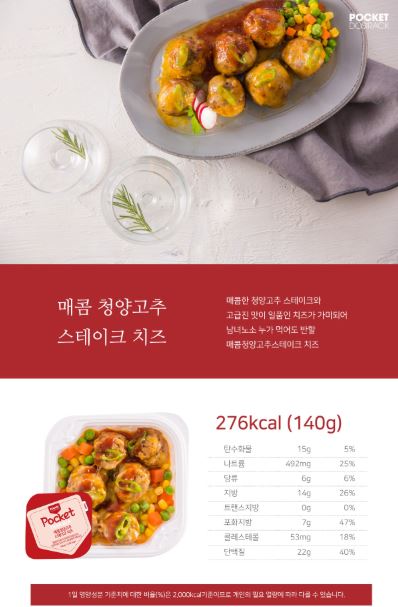 POCKET
DOSIRACK
매콤 청양고추
스테이크 치즈
매콤한 청양고추 스테이크와
고급진 맛이 일품인 치즈가 가미되어
남녀노소 누가 먹어도 반할
매콤청양고추스테이크 치즈
276kcal (140g)
탄수화물 15g 5%
나트륨 492mg 25%
당류 6g 6%
지방 14g 26%
트랜스지방 0g 0%
포화지방 7g 47%
콜레스테롤 53mg 18%
단백질 22g 40%
Pocket
1일 영양성분 기준치에 대한 비율(%)은 2,000kcal기준이므로 개인의 필요 열량에 따라 다를 수 있습니다.